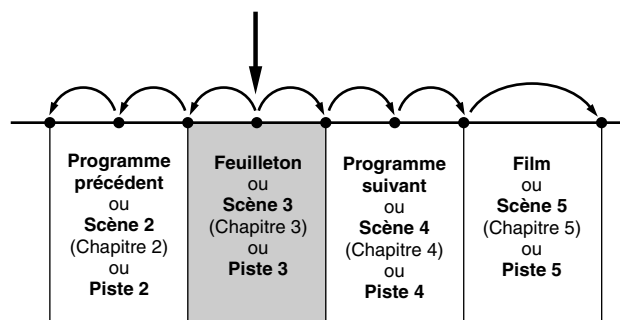 Programme
précédent
ou
Scène 2
(Chapitre 2)
ou
Piste 2
Feuilleton
ou
Scène 3
(Chapitre 3)
ou
Piste 3
Programme
suivant
ou
Scène 4
(Chapitre 4)
ou
Piste 4
Film
ou
Scène 5
(Chapitre 5)
ou
Piste 5